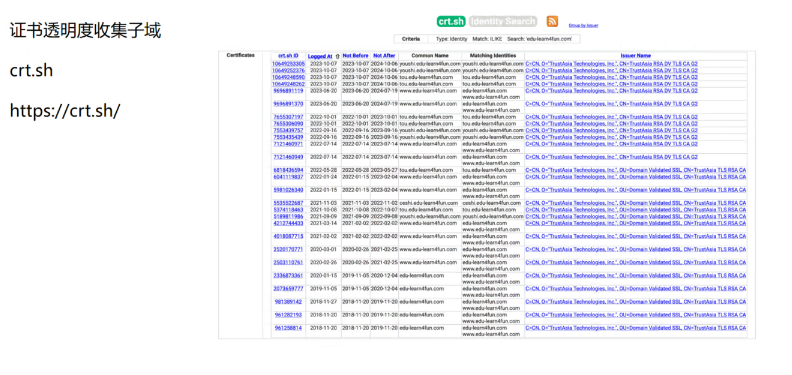 证书透明度收集子域
crt.sh
https://crt.sh/
crt.sh Identity Search Group by Issuer
Criteria Type: Identity Match: ILIKE Search: 'edu-learn4fun.com'
Certificates crt.sh ID Logged At ⇧ Not Before Not After Common Name Matching Identities Issuer Name
10649253305 2023-10-07 2023-10-07 2024-10-06 youshi.edu-learn4fun.com youshi.edu-learn4fun.com C=CN, O="TrustAsia Technologies, Inc.", CN=TrustAsia RSA DV TLS CA G2
10649252376 2023-10-07 2023-10-07 2024-10-06 youshi.edu-learn4fun.com youshi.edu-learn4fun.com C=CN, O="TrustAsia Technologies, Inc.", CN=TrustAsia RSA DV TLS CA G2
10649248590 2023-10-07 2023-10-07 2024-10-06 tou.edu-learn4fun.com tou.edu-learn4fun.com C=CN, O="TrustAsia Technologies, Inc.", CN=TrustAsia RSA DV TLS CA G2
10649248262 2023-10-07 2023-10-07 2024-10-06 tou.edu-learn4fun.com tou.edu-learn4fun.com C=CN, O="TrustAsia Technologies, Inc.", CN=TrustAsia RSA DV TLS CA G2
9696891119 2023-06-20 2023-06-20 2024-07-19 www.edu-learn4fun.com edu-learn4fun.com C=CN, O="TrustAsia Technologies, Inc.", CN=TrustAsia RSA DV TLS CA G2
www.edu-learn4fun.com
9696891370 2023-06-20 2023-06-20 2024-07-19 www.edu-learn4fun.com edu-learn4fun.com C=CN, O="TrustAsia Technologies, Inc.", CN=TrustAsia RSA DV TLS CA G2
www.edu-learn4fun.com
7655307197 2022-10-01 2022-10-01 2023-10-01 tou.edu-learn4fun.com tou.edu-learn4fun.com C=CN, O="TrustAsia Technologies, Inc.", CN=TrustAsia RSA DV TLS CA G2
7655306090 2022-10-01 2022-10-01 2023-10-01 tou.edu-learn4fun.com tou.edu-learn4fun.com C=CN, O="TrustAsia Technologies, Inc.", CN=TrustAsia RSA DV TLS CA G2
7553439757 2022-09-16 2022-09-16 2023-09-16 youshi.edu-learn4fun.com youshi.edu-learn4fun.com C=CN, O="TrustAsia Technologies, Inc.", CN=TrustAsia RSA DV TLS CA G2
7553435439 2022-09-16 2022-09-16 2023-09-16 youshi.edu-learn4fun.com youshi.edu-learn4fun.com C=CN, O="TrustAsia Technologies, Inc.", CN=TrustAsia RSA DV TLS CA G2
7121460971 2022-07-14 2022-07-14 2023-07-14 www.edu-learn4fun.com edu-learn4fun.com C=CN, O="TrustAsia Technologies, Inc.", CN=TrustAsia RSA DV TLS CA G2
www.edu-learn4fun.com
7121460949 2022-07-14 2022-07-14 2023-07-14 www.edu-learn4fun.com edu-learn4fun.com C=CN, O="TrustAsia Technologies, Inc.", CN=TrustAsia RSA DV TLS CA G2
www.edu-learn4fun.com
6818436594 2022-05-28 2022-05-28 2023-05-27 tou.edu-learn4fun.com tou.edu-learn4fun.com C=CN, O="TrustAsia Technologies, Inc.", OU=Domain Validated SSL, CN=TrustAsia TLS RSA CA
6041119837 2022-01-24 2022-01-15 2023-02-04 www.edu-learn4fun.com edu-learn4fun.com C=CN, O="TrustAsia Technologies, Inc.", OU=Domain Validated SSL, CN=TrustAsia TLS RSA CA
www.edu-learn4fun.com
5981026343 2022-01-15 2022-01-15 2023-02-04 www.edu-learn4fun.com edu-learn4fun.com C=CN, O="TrustAsia Technologies, Inc.", OU=Domain Validated SSL, CN=TrustAsia TLS RSA CA
www.edu-learn4fun.com
5535322687 2021-11-03 2021-11-03 2022-11-03 ceshi.edu-learn4fun.com ceshi.edu-learn4fun.com C=CN, O="TrustAsia Technologies, Inc.", OU=Domain Validated SSL, CN=TrustAsia TLS RSA CA
5374118463 2021-10-08 2021-10-08 2022-10-07 tou.edu-learn4fun.com tou.edu-learn4fun.com C=CN, O="TrustAsia Technologies, Inc.", OU=Domain Validated SSL, CN=TrustAsia TLS RSA CA
5189811986 2021-09-09 2021-09-09 2022-09-08 youshi.edu-learn4fun.com youshi.edu-learn4fun.com C=CN, O="TrustAsia Technologies, Inc.", OU=Domain Validated SSL, CN=TrustAsia TLS RSA CA
4212744433 2021-03-14 2021-02-02 2022-02-02 www.edu-learn4fun.com edu-learn4fun.com C=CN, O="TrustAsia Technologies, Inc.", OU=Domain Validated SSL, CN=TrustAsia TLS RSA CA
www.edu-learn4fun.com
4018087718 2021-02-02 2021-02-02 2022-02-02 www.edu-learn4fun.com edu-learn4fun.com C=CN, O="TrustAsia Technologies, Inc.", OU=Domain Validated SSL, CN=TrustAsia TLS RSA CA
www.edu-learn4fun.com
2520170771 2020-03-01 2020-02-26 2021-02-25 www.edu-learn4fun.com edu-learn4fun.com C=CN, O="TrustAsia Technologies, Inc.", OU=Domain Validated SSL, CN=TrustAsia TLS RSA CA
www.edu-learn4fun.com
2503110761 2020-02-26 2020-02-26 2021-02-25 www.edu-learn4fun.com edu-learn4fun.com C=CN, O="TrustAsia Technologies, Inc.", OU=Domain Validated SSL, CN=TrustAsia TLS RSA CA
www.edu-learn4fun.com
2336873361 2020-01-15 2019-11-05 2020-12-04 edu-learn4fun.com edu-learn4fun.com C=CN, O="TrustAsia Technologies, Inc.", OU=Domain Validated SSL, CN=TrustAsia TLS RSA CA
www.edu-learn4fun.com
2073659777 2019-11-05 2019-11-05 2020-12-04 edu-learn4fun.com edu-learn4fun.com C=CN, O="TrustAsia Technologies, Inc.", OU=Domain Validated SSL, CN=TrustAsia TLS RSA CA
www.edu-learn4fun.com
981389142 2018-11-27 2018-11-20 2019-11-20 edu-learn4fun.com edu-learn4fun.com C=CN, O="TrustAsia Technologies, Inc.", OU=Domain Validated SSL, CN=TrustAsia TLS RSA CA
www.edu-learn4fun.com
961282193 2018-11-20 2018-11-20 2019-11-20 edu-learn4fun.com edu-learn4fun.com C=CN, O="TrustAsia Technologies, Inc.", OU=Domain Validated SSL, CN=TrustAsia TLS RSA CA
www.edu-learn4fun.com
961258814 2018-11-20 2018-11-20 2019-11-20 edu-learn4fun.com edu-learn4fun.com C=CN, O="TrustAsia Technologies, Inc.", OU=Domain Validated SSL, CN=TrustAsia TLS RSA CA
www.edu-learn4fun.com